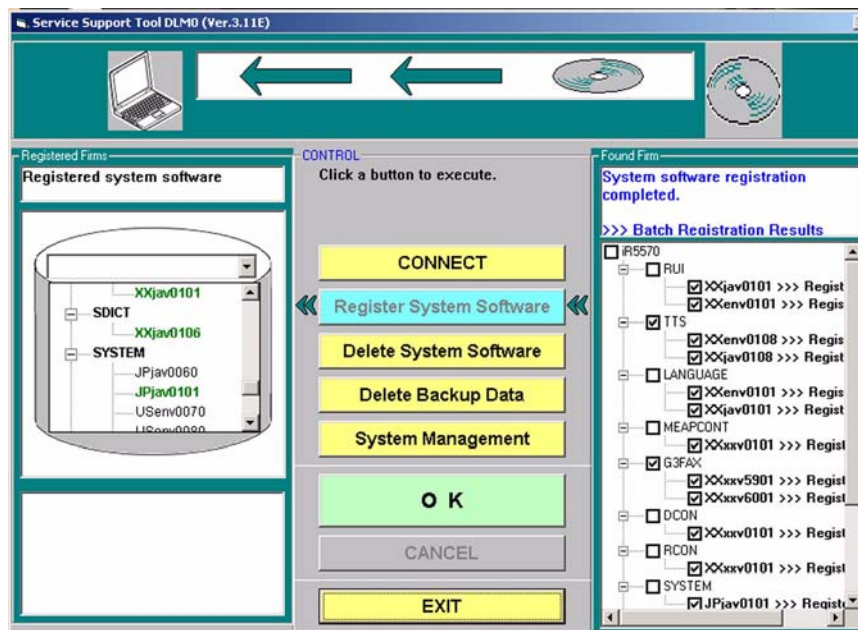 Service Support Tool DLM0 (Ver.3.11E)
Registered Firms
Registered system software
XXjav0101
SDICT
XXjav0106
SYSTEM
JPjav0060
JPjav0101
USenv0070
USenv0080
CONTROL
Click a button to execute.
CONNECT
Register System Software
Delete System Software
Delete Backup Data
System Management
O K
CANCEL
EXIT
Found Firm
System software registration
completed.
>>> Batch Registration Results
iR5570
RUI
XXjav0101 >>> Regist
XXenv0101 >>> Regis
TTS
XXenv0108 >>> Regis
XXjav0108 >>> Regist
LANGUAGE
XXenv0101 >>> Regis
XXjav0101 >>> Regist
MEAPCONT
XXxxv0101 >>> Regist
G3FAX
XXxxv5901 >>> Regist
XXxxv6001 >>> Regist
DCON
XXxxv0101 >>> Regist
RCON
XXxxv0101 >>> Regist
SYSTEM
JPjav0101 >>> Registe